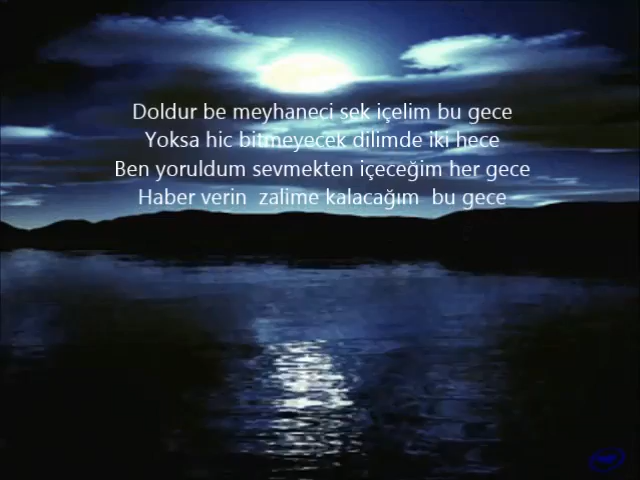 Doldur be meyhaneci sek içelim bu gece
Yoksa hic bitmeyecek dilimde iki hece
Ben yoruldum sevmekten içeceğim her gece
Haber verin  zalime kalacağım  bu gece